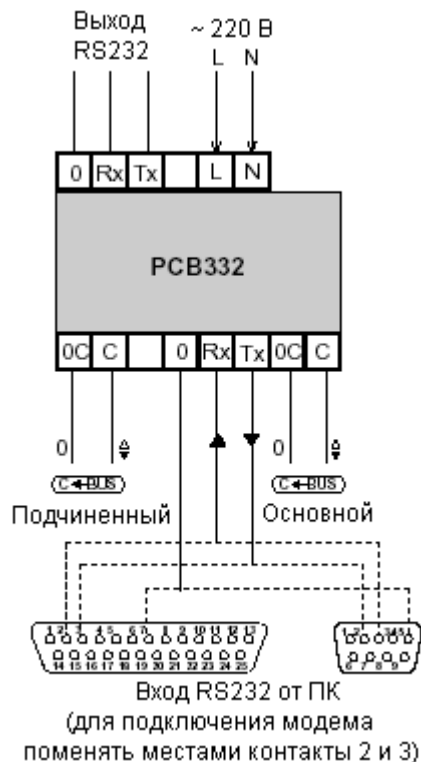 Выход
RS232
~ 220 В
L N
0 Rx Tx L N
PCB332
0C C 0 Rx Tx 0C C
0 0
C BUS C BUS
Подчиненный Основной
1 2 3 4 5 6 7 8 9 10 11 12 13
14 15 16 17 18 19 20 21 22 23 24 25
1 2 3 4 5
6 7 8 9
Вход RS232 от ПК
(для подключения модема
поменять местами контакты 2 и 3)